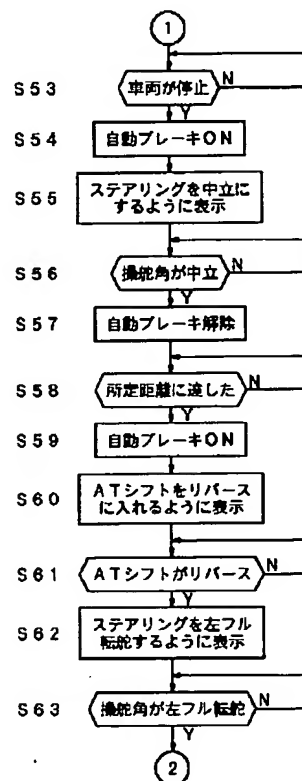 1
S53
車両が停止
N
Y
S54
自動ブレーキON
S55
ステアリングを中立に
するように表示
S56
操舵角が中立
N
Y
S57
自動ブレーキ解除
S58
所定距離に達した
N
Y
S59
自動ブレーキON
S60
ATシフトをリバース
に入れるように表示
S61
ATシフトがリバース
N
Y
S62
ステアリングを左フル
転舵するように表示
S63
操舵角が左フル転舵
N
Y
2